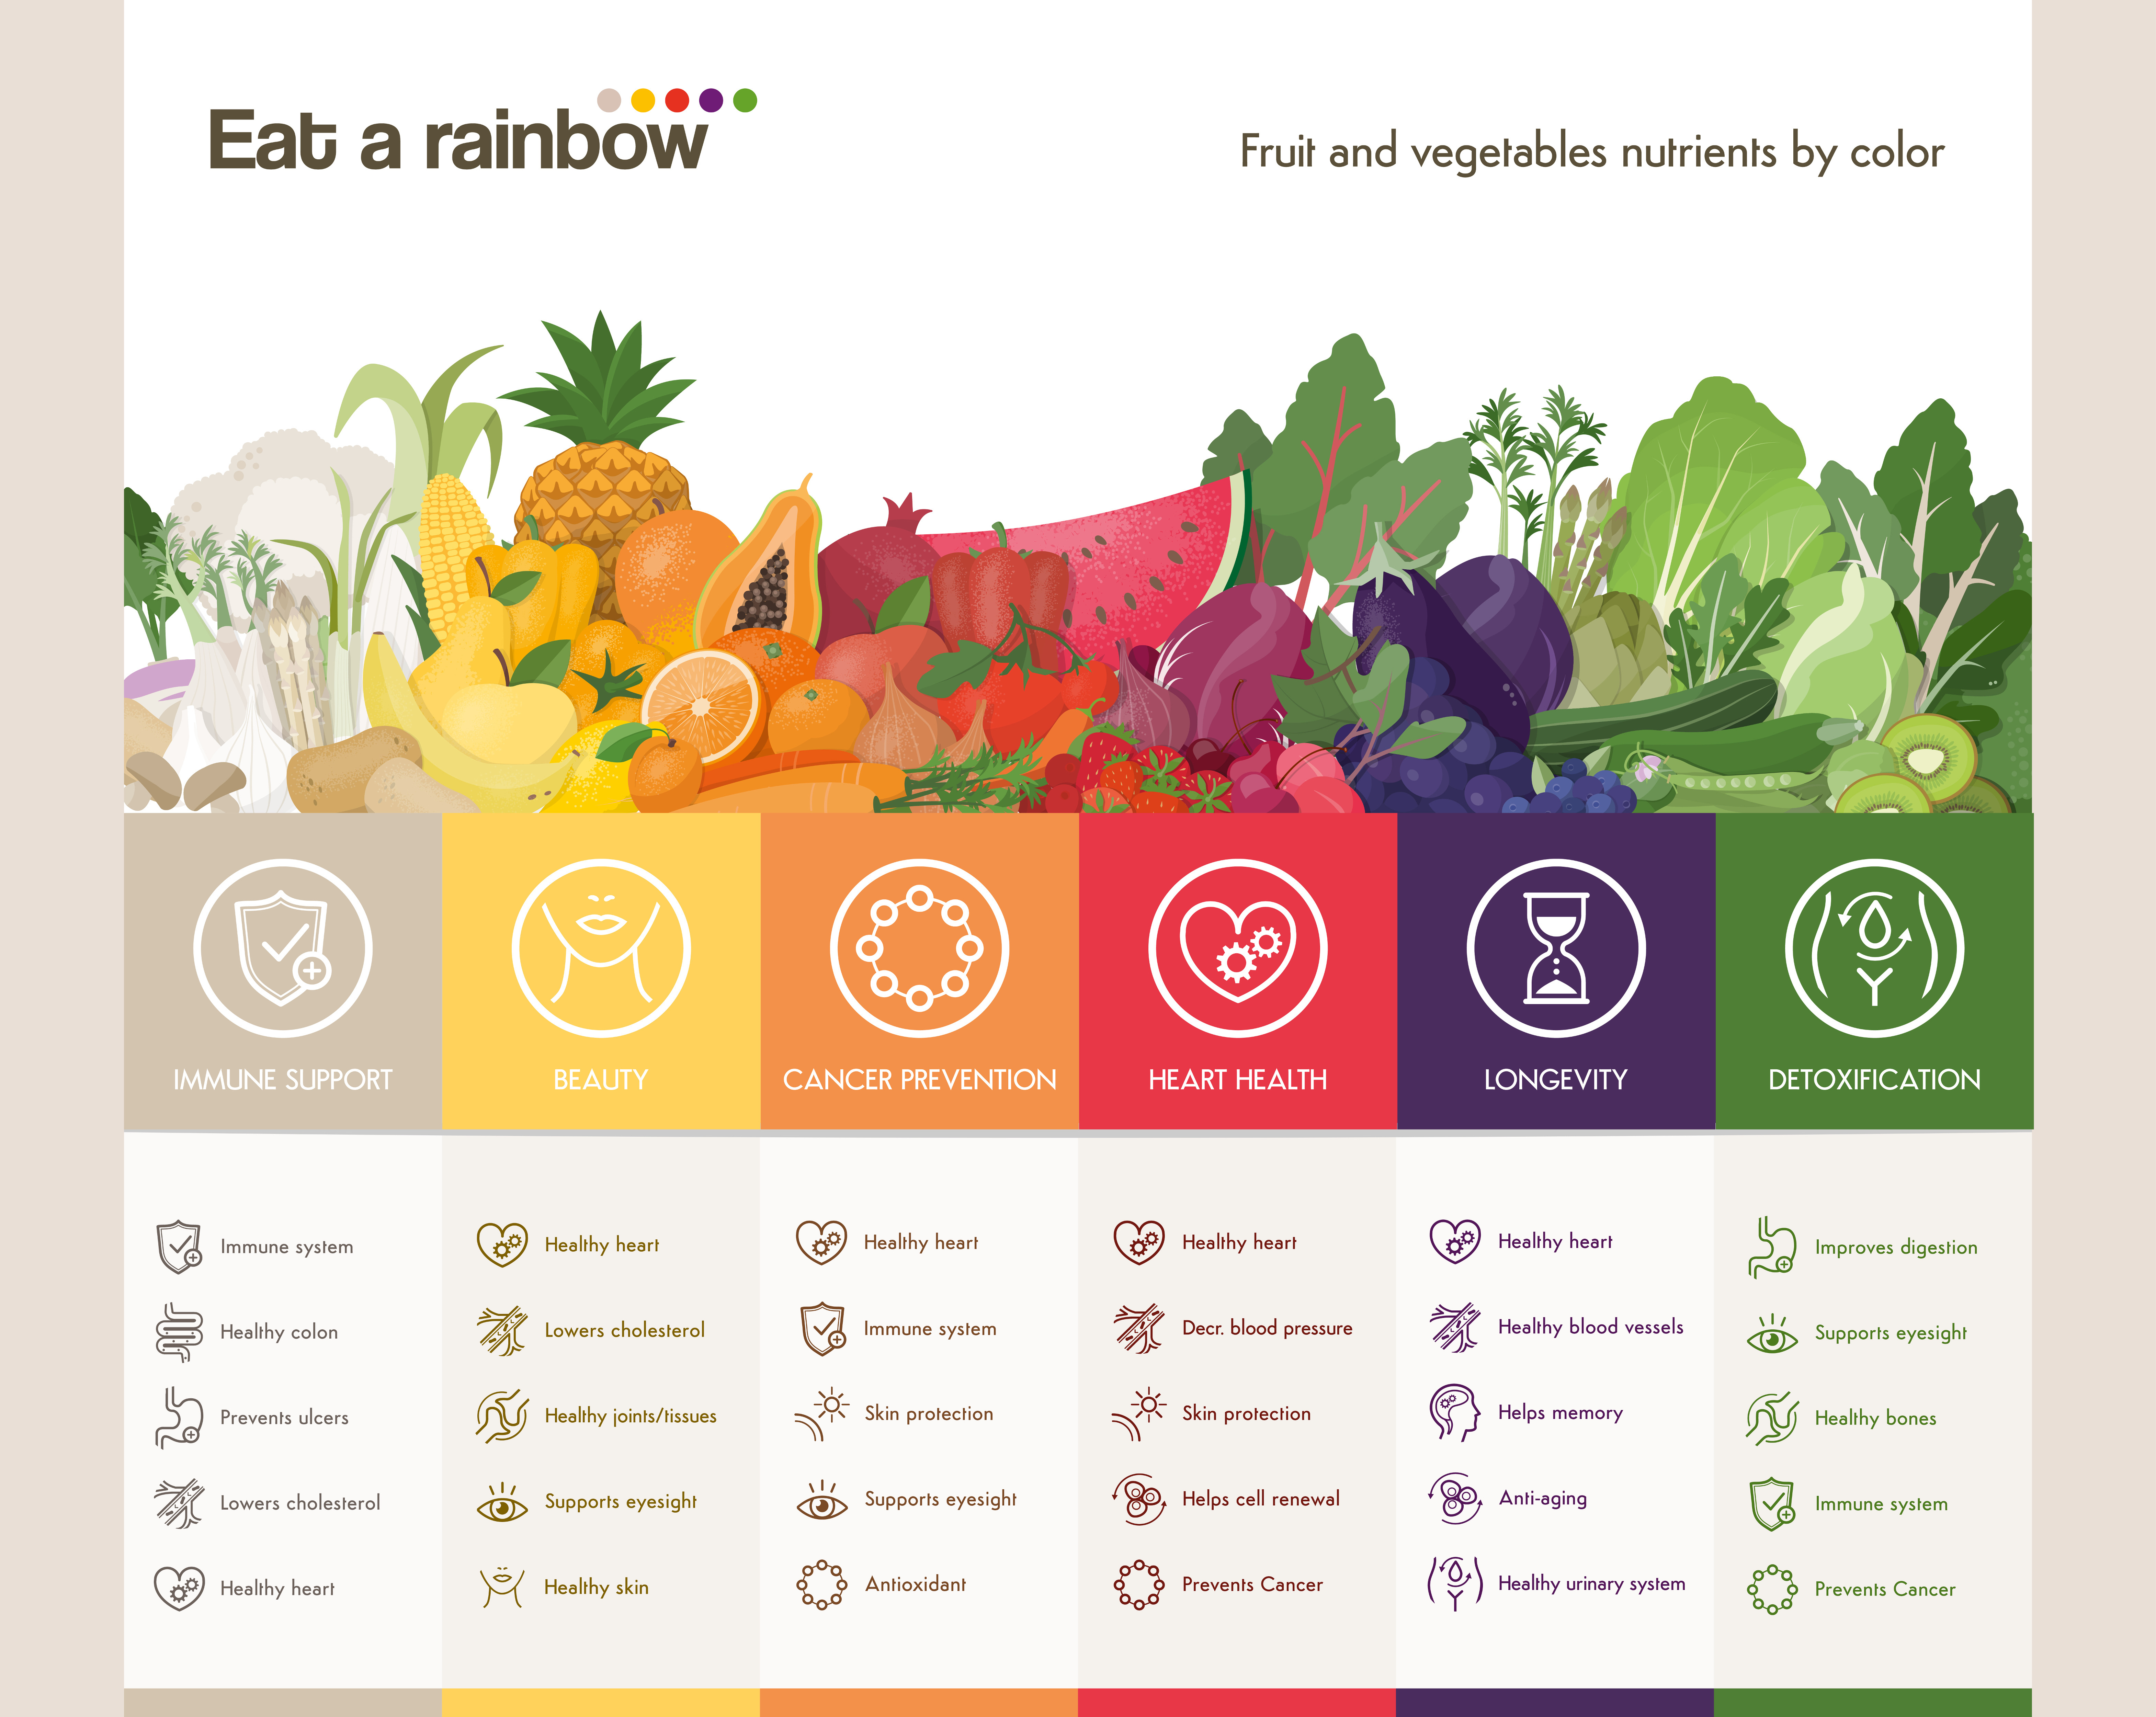 Eat a rainbow
Fruit and vegetables nutrients by color
IMMUNE SUPPORT
BEAUTY
CANCER PREVENTION
HEART HEALTH
LONGEVITY
DETOXIFICATION
Immune system
Healthy colon
Prevents ulcers
Lowers cholesterol
Healthy heart
Healthy heart
Lowers cholesterol
Healthy joints/tissues
Supports eyesight
Healthy skin
Healthy heart
Immune system
Skin protection
Supports eyesight
Antioxidant
Healthy heart
Decr. blood pressure
Skin protection
Helps cell renewal
Prevents Cancer
Healthy heart
Healthy blood vessels
Helps memory
Anti-aging
Healthy urinary system
Improves digestion
Supports eyesight
Healthy bones
Immune system
Prevents Cancer